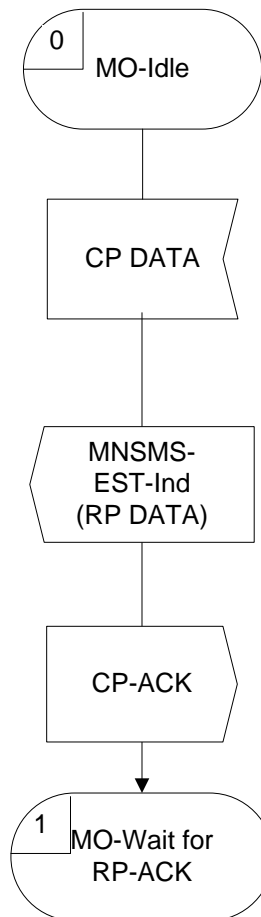 0
MO-Idle
CP DATA
MNSMS-
EST-Ind
(RP DATA)
CP-ACK
1
MO-Wait for
RP-ACK